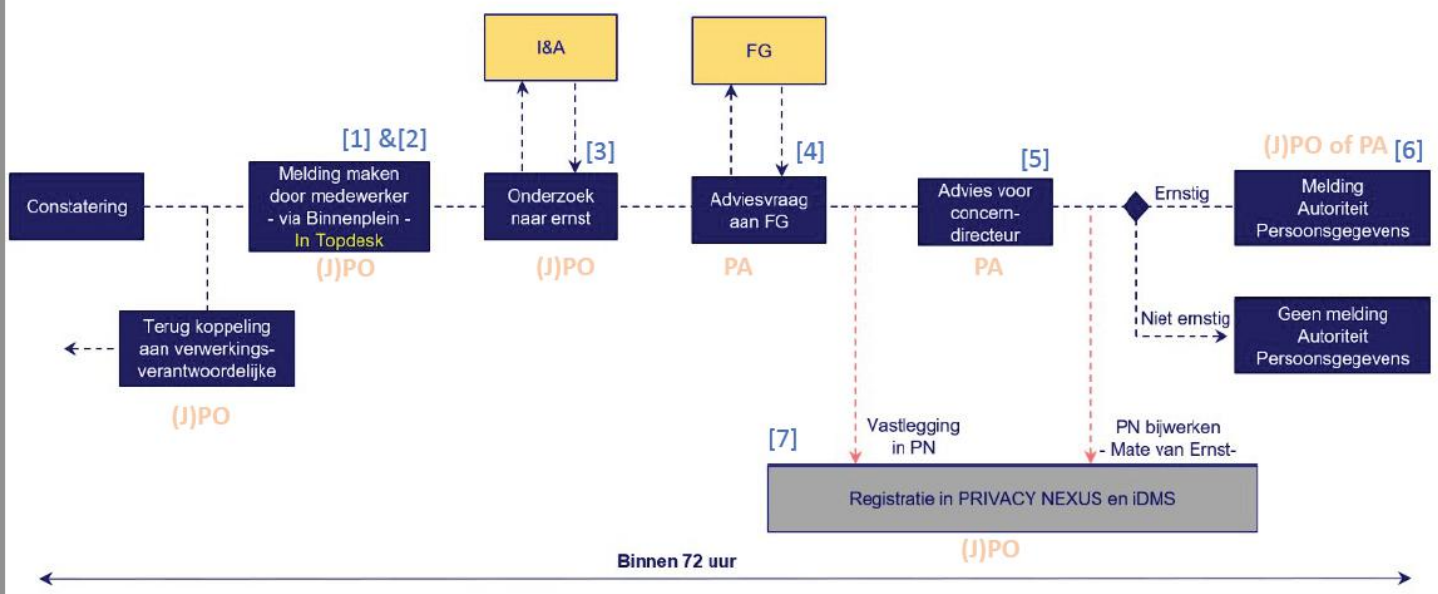 I&A
FG
[1] &[2]
[3]
[4]
[5]
(J)PO of PA [6]
Constatering
Melding maken
door medewerker
- via Binnenplein -
In Topdesk
(J)PO
Onderzoek
naar ernst
(J)PO
Adviesvraag
aan FG
PA
Advies voor
concern-
directeur
PA
Ernstig
Melding
Autoriteit
Persoonsgegevens
Niet ernstig
Geen melding
Autoriteit
Persoonsgegevens
Terug koppeling
aan verwerkings-
verantwoordelijke
(J)PO
[7]
Vastlegging
in PN
PN bijwerken
- Mate van Ernst-
Registratie in PRIVACY NEXUS en iDMS
(J)PO
Binnen 72 uur